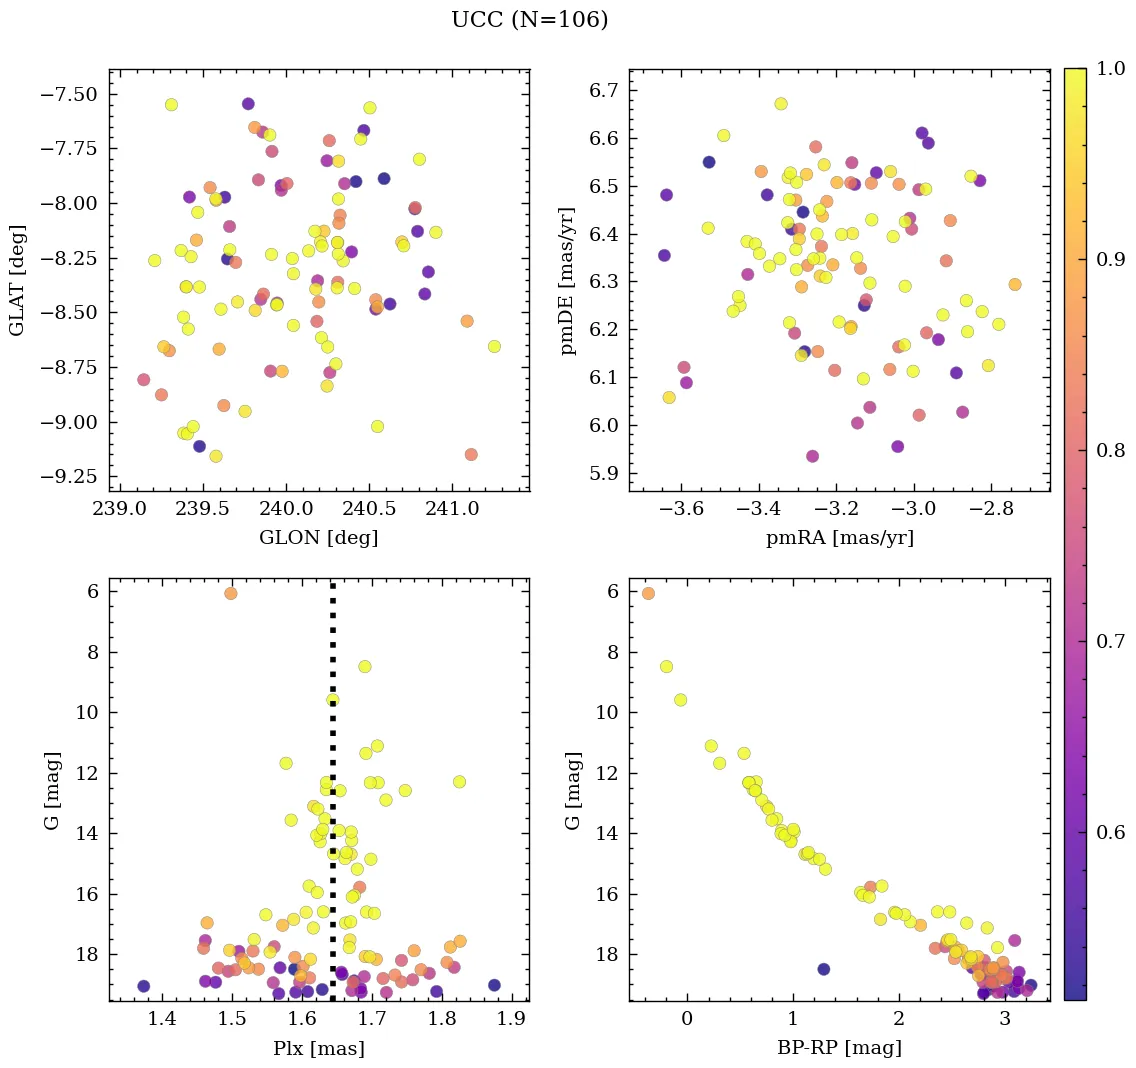 UCC (N=106)
−7.50
−7.75
−8.00
−8.25
−8.50
−8.75
−9.00
−9.25
GLAT [deg]
239.0 239.5 240.0 240.5 241.0
GLON [deg]
6.7
6.6
6.5
6.4
6.3
6.2
6.1
6.0
5.9
pmDE [mas/yr]
−3.6 −3.4 −3.2 −3.0 −2.8
pmRA [mas/yr]
6
8
10
12
14
16
18
G [mag]
1.4 1.5 1.6 1.7 1.8 1.9
Plx [mas]
6
8
10
12
14
16
18
G [mag]
0 1 2 3
BP-RP [mag]
1.0
0.9
0.8
0.7
0.6